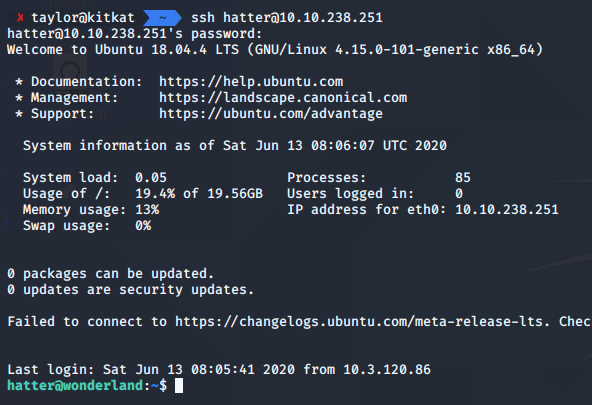 ✘ taylor@kitkat ~ ssh hatter@10.10.238.251
hatter@10.10.238.251's password:
Welcome to Ubuntu 18.04.4 LTS (GNU/Linux 4.15.0-101-generic x86_64)
* Documentation: https://help.ubuntu.com
* Management: https://landscape.canonical.com
* Support: https://ubuntu.com/advantage
System information as of Sat Jun 13 08:06:07 UTC 2020
System load: 0.05 Processes: 85
Usage of /: 19.4% of 19.56GB Users logged in: 0
Memory usage: 13% IP address for eth0: 10.10.238.251
Swap usage: 0%
0 packages can be updated.
0 updates are security updates.
Failed to connect to https://changelogs.ubuntu.com/meta-release-lts. Chec
Last login: Sat Jun 13 08:05:41 2020 from 10.3.120.86
hatter@wonderland:~$